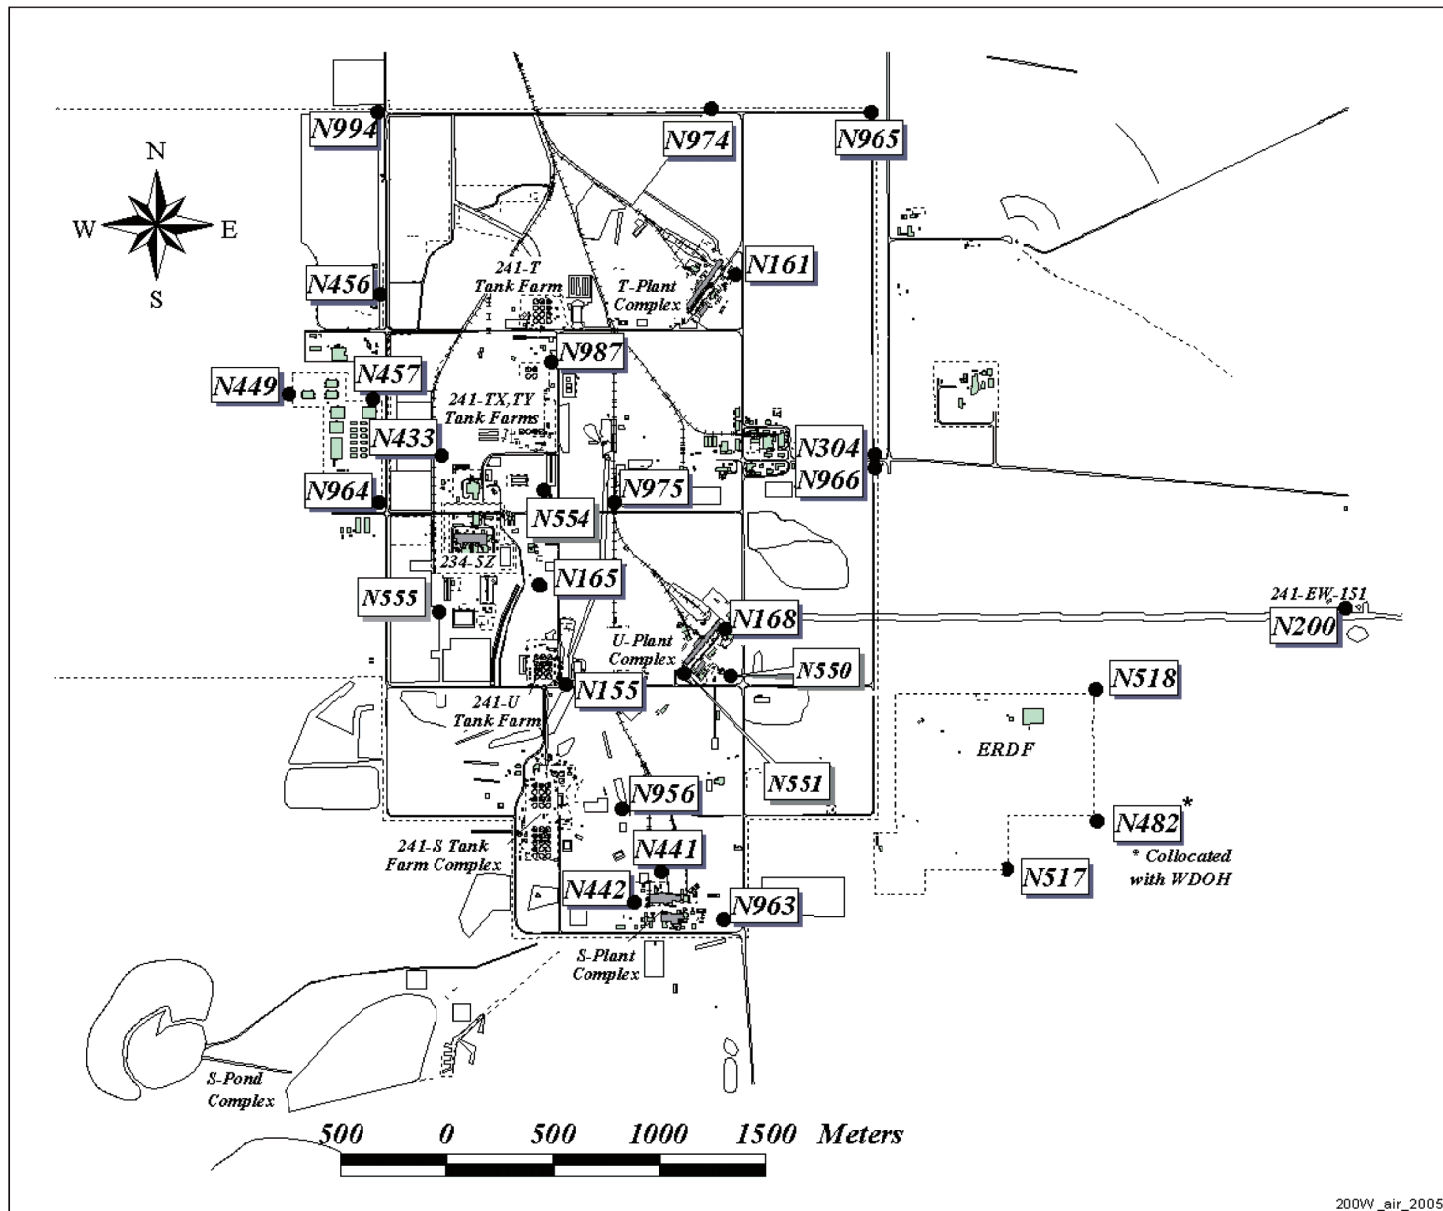 N994
N974
N965
N
W
E
S
N456
241-T
Tank Farm
T-Plant
Complex
N161
N987
N449
N457
241-TX,TY
Tank Farms
N433
N304
N966
N964
N975
N554
234-5Z
N165
N555
N168
241-EW-151
N200
U-Plant
Complex
N550
N518
N155
241-U
Tank Farm
ERDF
N551
N956
N482
*
* Collocated
with WDOH
241-S Tank
Farm Complex
N441
N517
N442
N963
S-Plant
Complex
S-Pond
Complex
500 0 500 1000 1500 Meters
200W_air_2005